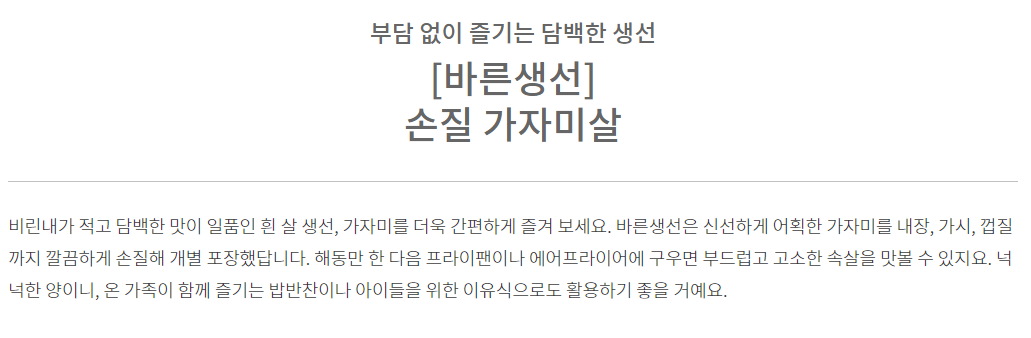 부담 없이 즐기는 담백한 생선
[바른생선]
손질 가자미살
비린내가 적고 담백한 맛이 일품인 흰 살 생선, 가자미를 더욱 간편하게 즐겨 보세요. 바른생선은 신선하게 어획한 가자미를 내장, 가시, 껍질
까지 깔끔하게 손질해 개별 포장했답니다. 해동만 한 다음 프라이팬이나 에어프라이어에 구우면 부드럽고 고소한 속살을 맛볼 수 있지요. 넉
넉한 양이니, 온 가족이 함께 즐기는 밥반찬이나 아이들을 위한 이유식으로도 활용하기 좋을 거예요.